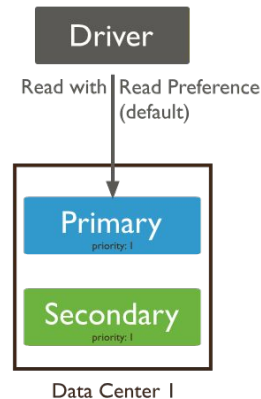 Driver
Read with Read Preference
(default)
Primary
priority: 1
Secondary
priority: 1
Data Center 1